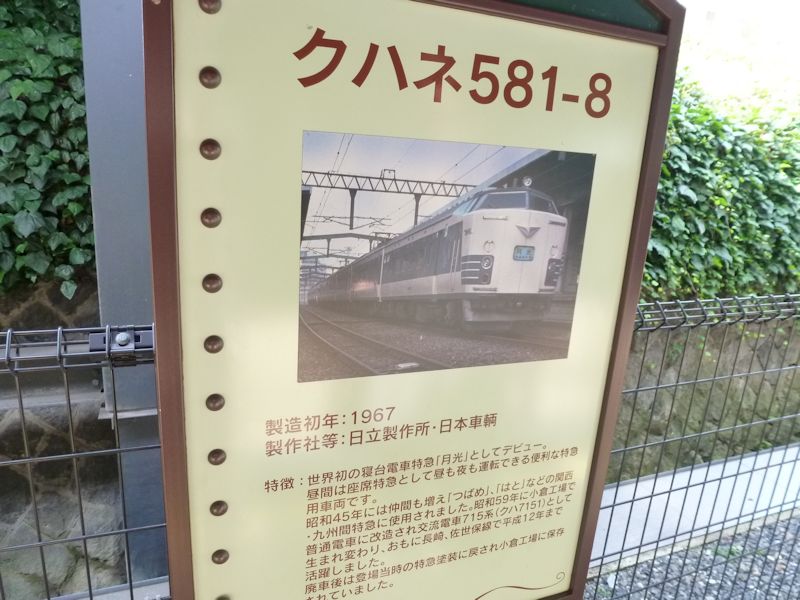 クハネ581-8
月光
製造初年：1967
製作社等：日立製作所・日本車輌
特徴：世界初の寝台電車特急「月光」としてデビュー。
昼間は座席特急として昼も夜も運転できる便利な特急
用車両です。
昭和45年には仲間も増え「つばめ」、「はと」などの関西
・九州間特急に使用されました。昭和59年に小倉工場で
普通電車に改造され交流電車715系（クハ7151）として
生まれ変わり、おもに長崎、佐世保線で平成12年まで
活躍しました。
廃車後は登場当時の特急塗装に戻され小倉工場に保存
されていました。